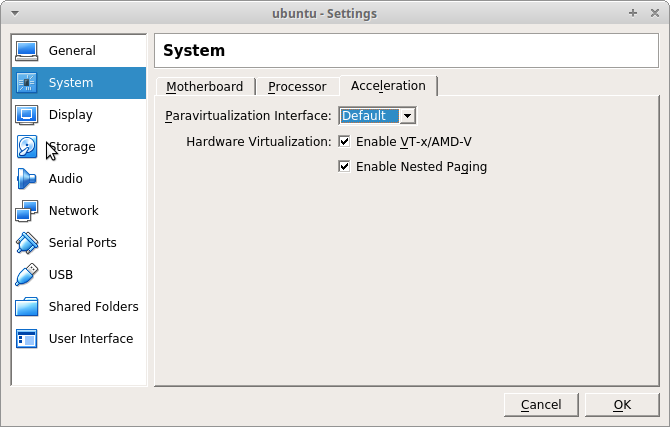 ubuntu - Settings
General
System
Display
Storage
Audio
Network
Serial Ports
USB
Shared Folders
User Interface
System
Motherboard Processor Acceleration
Paravirtualization Interface: Default
Hardware Virtualization: Enable VT-x/AMD-V
Enable Nested Paging
Cancel OK